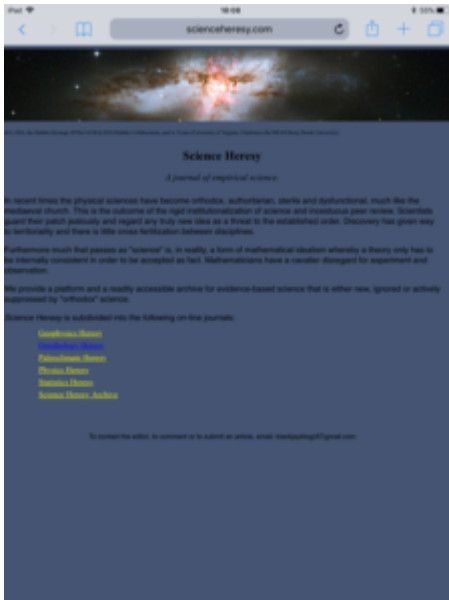 iPad
18:08
55%
scienceheresy.com
Science Heresy
A journal of empirical science
In recent times the physical sciences have become orthodox, authoritarian, sterile and dysfunctional, much like the
mediaeval church. This is the outcome of the rigid institutionalization of science and incestuous peer review. Scientists
guard their patch jealously and regard any truly new idea as a threat to the established order. Discovery has given way
to territoriality and there is little cross-fertilization between disciplines.
Furthermore much that passes as "science" is, in reality, a form of mathematical idealism whereby a theory only has to
be internally consistent in order to be accepted as fact. Mathematicians have a cavalier disregard for experiment and
observation.
We provide a platform and a readily accessible archive for evidence-based science that is either new, ignored or actively
suppressed by "orthodox" science.
Science Heresy is subdivided into the following on-line journals:
Geophysics Heresy
Ornithology Heresy
Paleoclimate Heresy
Physics Heresy
Statistics Heresy
Science Heresy Archive
To contact the editor, to comment or to submit an article, email: